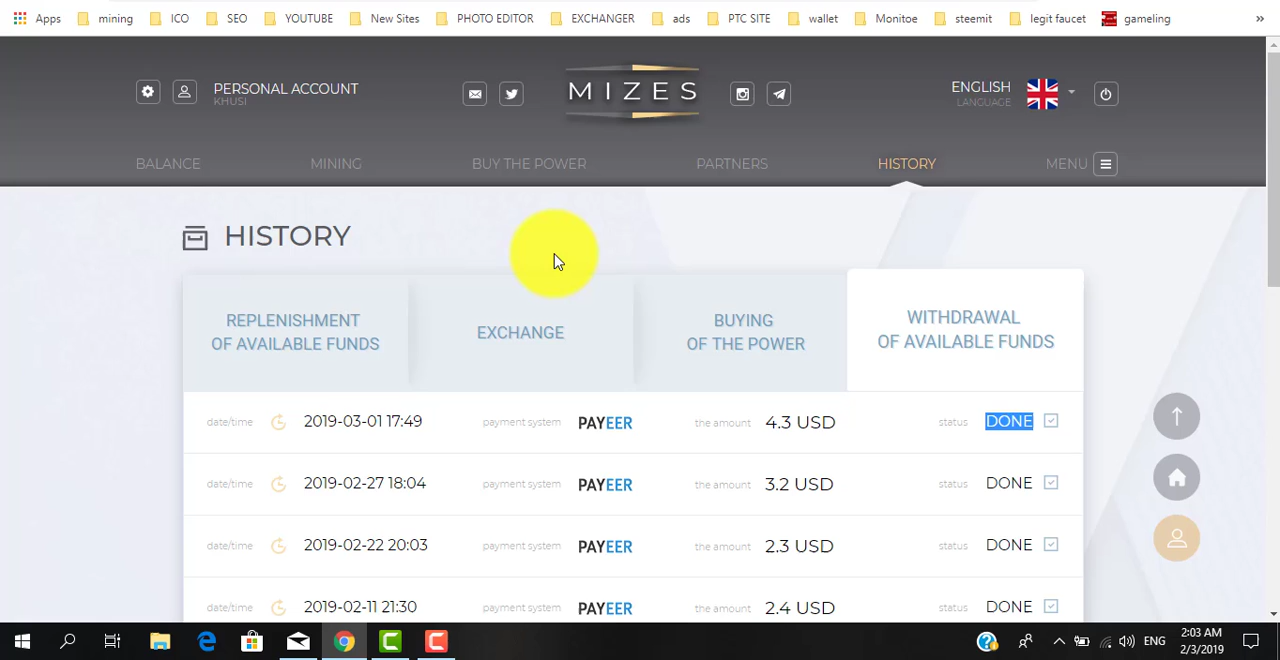 Apps mining ICO SEO YOUTUBE New Sites PHOTO EDITOR EXCHANGER ads PTC SITE wallet Monitoe steemit legit faucet gameling »
PERSONAL ACCOUNT
KHUSI
MIZES
ENGLISH
LANGUAGE
BALANCE MINING BUY THE POWER PARTNERS HISTORY MENU
HISTORY
REPLENISHMENT
OF AVAILABLE FUNDS
EXCHANGE
BUYING
OF THE POWER
WITHDRAWAL
OF AVAILABLE FUNDS
date/time 2019-03-01 17:49 payment system PAYEER the amount 4.3 USD status DONE
date/time 2019-02-27 18:04 payment system PAYEER the amount 3.2 USD status DONE
date/time 2019-02-22 20:03 payment system PAYEER the amount 2.3 USD status DONE
date/time 2019-02-11 21:30 payment system PAYEER the amount 2.4 USD status DONE
ENG
2:03 AM
2/3/2019